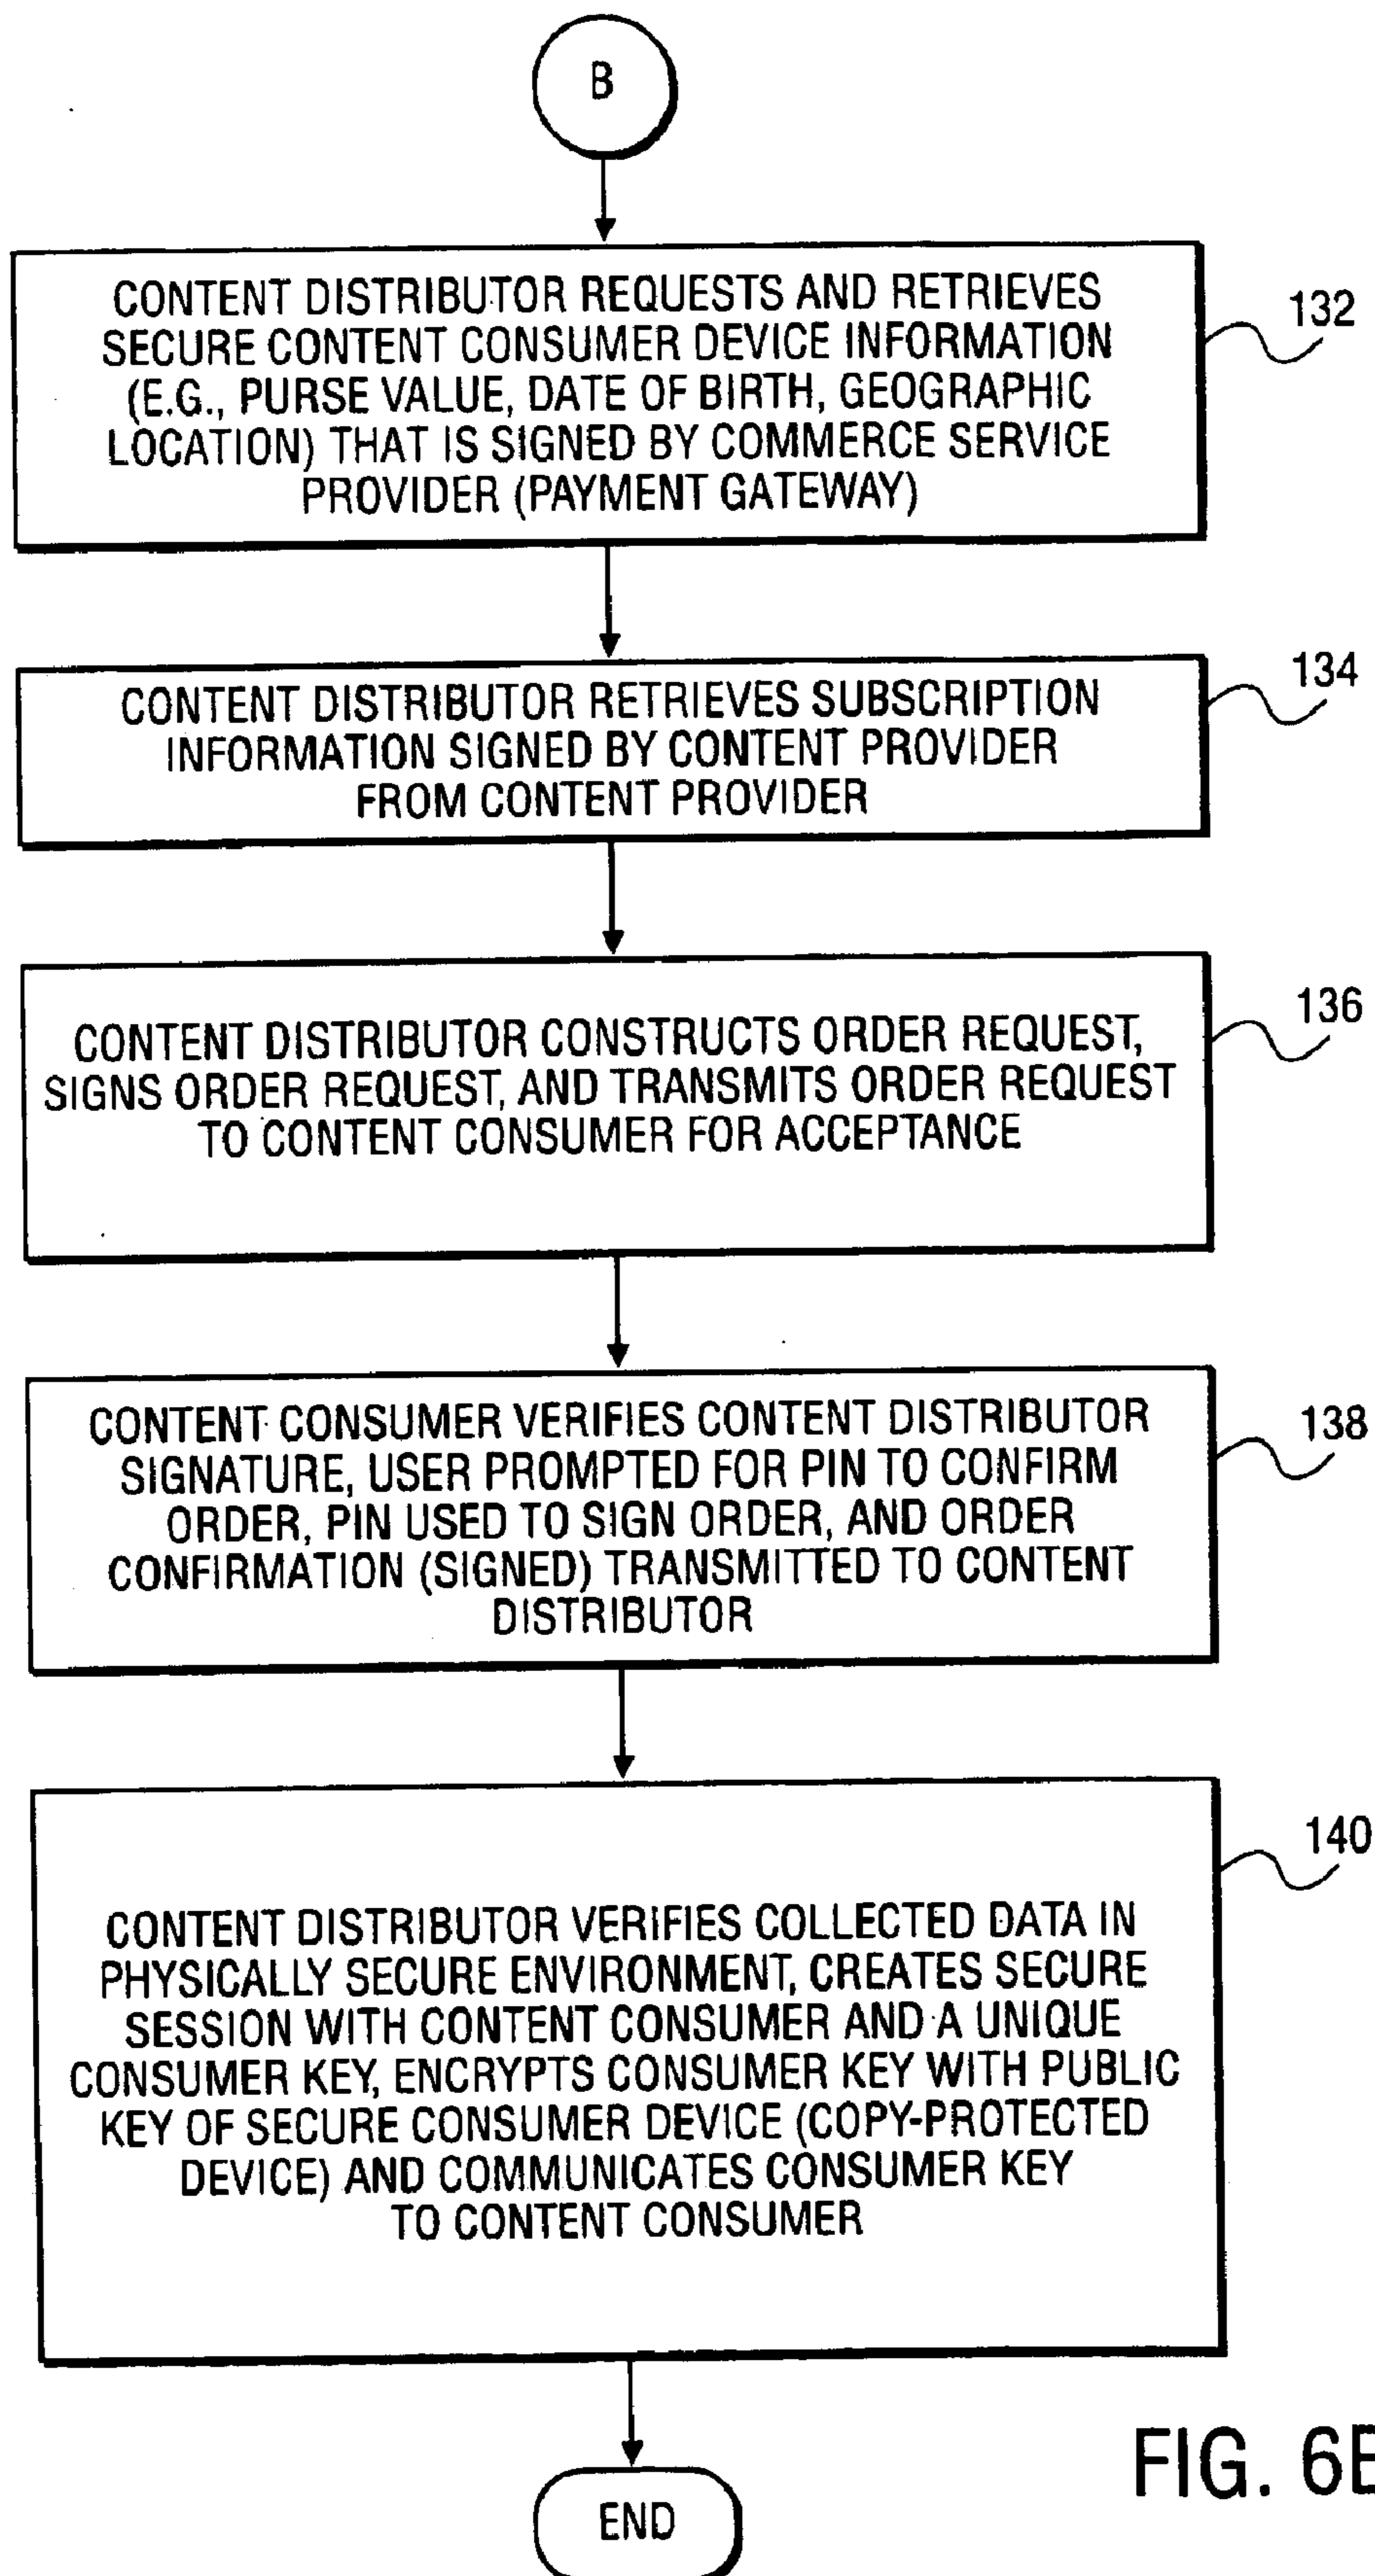 B
CONTENT DISTRIBUTOR REQUESTS AND RETRIEVES
SECURE CONTENT CONSUMER DEVICE INFORMATION
(E.G., PURSE VALUE, DATE OF BIRTH, GEOGRAPHIC
LOCATION) THAT IS SIGNED BY COMMERCE SERVICE
PROVIDER (PAYMENT GATEWAY)
132
CONTENT DISTRIBUTOR RETRIEVES SUBSCRIPTION
INFORMATION SIGNED BY CONTENT PROVIDER
FROM CONTENT PROVIDER
134
CONTENT DISTRIBUTOR CONSTRUCTS ORDER REQUEST,
SIGNS ORDER REQUEST, AND TRANSMITS ORDER REQUEST
TO CONTENT CONSUMER FOR ACCEPTANCE
136
CONTENT CONSUMER VERIFIES CONTENT DISTRIBUTOR
SIGNATURE, USER PROMPTED FOR PIN TO CONFIRM
ORDER, PIN USED TO SIGN ORDER, AND ORDER
CONFIRMATION (SIGNED) TRANSMITTED TO CONTENT
DISTRIBUTOR
138
CONTENT DISTRIBUTOR VERIFIES COLLECTED DATA IN
PHYSICALLY SECURE ENVIRONMENT, CREATES SECURE
SESSION WITH CONTENT CONSUMER AND A UNIQUE
CONSUMER KEY, ENCRYPTS CONSUMER KEY WITH PUBLIC
KEY OF SECURE CONSUMER DEVICE (COPY-PROTECTED
DEVICE) AND COMMUNICATES CONSUMER KEY
TO CONTENT CONSUMER
140
END
FIG. 6B